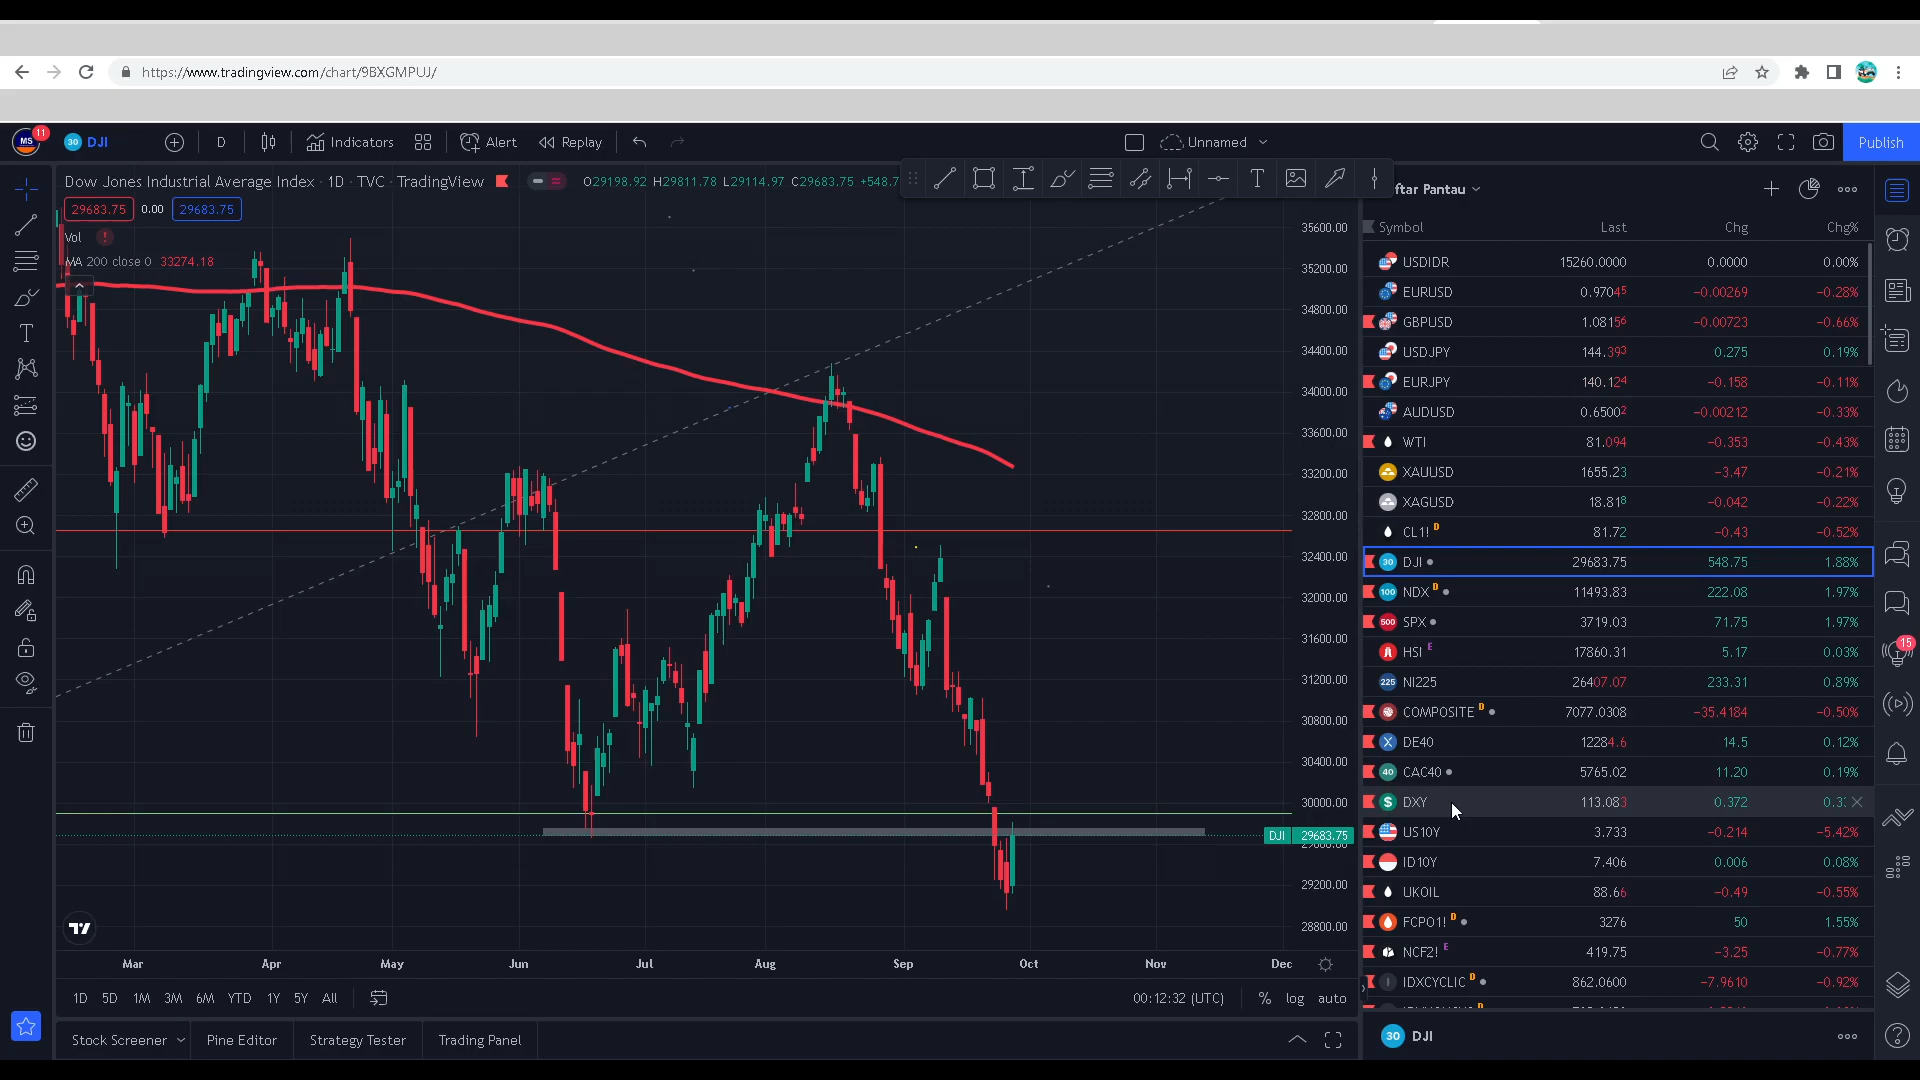 https://www.tradingview.com/chart/9BXGMPUJ/
MS 11 30 DJI D Indicators Alert Replay Unnamed Publish
Dow Jones Industrial Average Index · 1D · TVC · TradingView O29198.92 H29811.78 L29114.97 C29683.75 +548.7
29683.75 0.00 29683.75
Vol
MA 200 close 0 33274.18
35600.00
35200.00
34800.00
34400.00
34000.00
33600.00
33200.00
32800.00
32400.00
32000.00
31600.00
31200.00
30800.00
30400.00
30000.00
DJI 29683.75
29200.00
28800.00
Mar Apr May Jun Jul Aug Sep Oct Nov Dec
1D 5D 1M 3M 6M YTD 1Y 5Y All 00:12:32 (UTC) % log auto
Stock Screener Pine Editor Strategy Tester Trading Panel
ftar Pantau
Symbol Last Chg Chg%
USDIDR 15260.0000 0.0000 0.00%
EURUSD 0.97045 −0.00269 −0.28%
GBPUSD 1.08156 −0.00723 −0.66%
USDJPY 144.393 0.275 0.19%
EURJPY 140.124 −0.158 −0.11%
AUDUSD 0.65002 −0.00212 −0.33%
WTI 81.094 −0.353 −0.43%
XAUUSD 1655.23 −3.47 −0.21%
XAGUSD 18.818 −0.042 −0.22%
CL1! D 81.72 −0.43 −0.52%
30 DJI 29683.75 548.75 1.88%
100 NDX D 11493.83 222.08 1.97%
500 SPX 3719.03 71.75 1.97%
HSI E 17860.31 5.17 0.03%
225 NI225 26407.07 233.31 0.89%
COMPOSITE D 7077.0308 −35.4184 −0.50%
X DE40 12284.6 14.5 0.12%
40 CAC40 5765.02 11.20 0.19%
$ DXY 113.083 0.372 0.3
US10Y 3.733 −0.214 −5.42%
ID10Y 7.406 0.006 0.08%
UKOIL 88.66 −0.49 −0.55%
FCPO1! D 3276 50 1.55%
NCF2! E 419.75 −3.25 −0.77%
I IDXCYCLIC D 862.0600 −7.9610 −0.92%
30 DJI
15